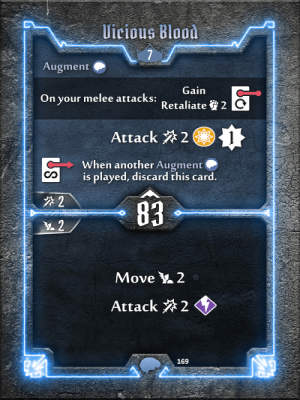 Vicious Blood
7
Augment
On your melee attacks: Gain
Retaliate 2
Attack 2 1
When another Augment
is played, discard this card.
2
83
2
Move 2
Attack 2
169